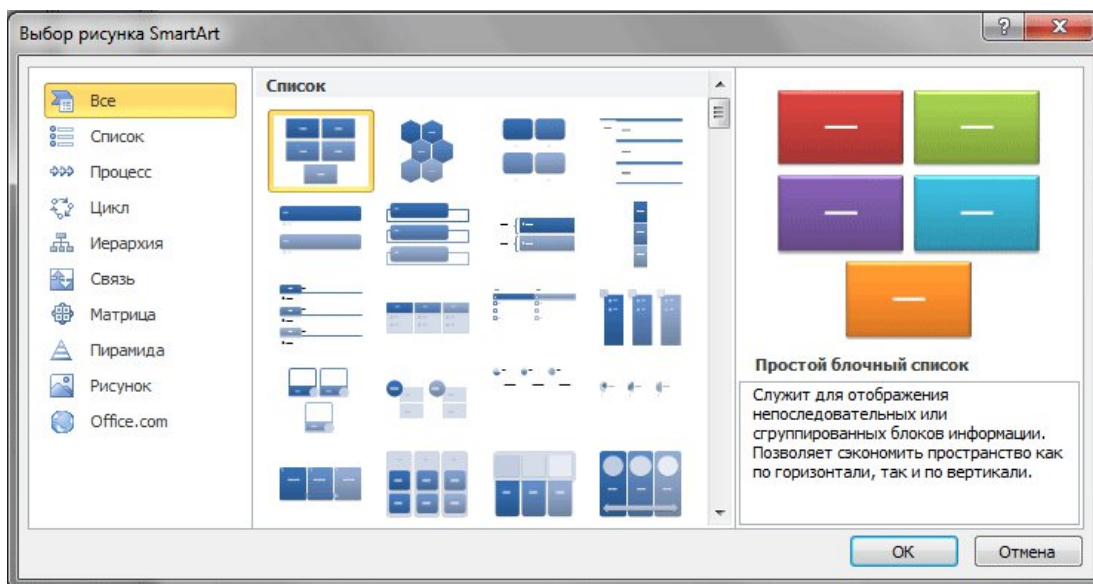 Выбор рисунка SmartArt
Все
Список
Процесс
Цикл
Иерархия
Связь
Матрица
Пирамида
Рисунок
Office.com
Список
Простой блочный список
Служит для отображения
непоследовательных или
сгруппированных блоков информации.
Позволяет сэкономить пространство как
по горизонтали, так и по вертикали.
ОК
Отмена